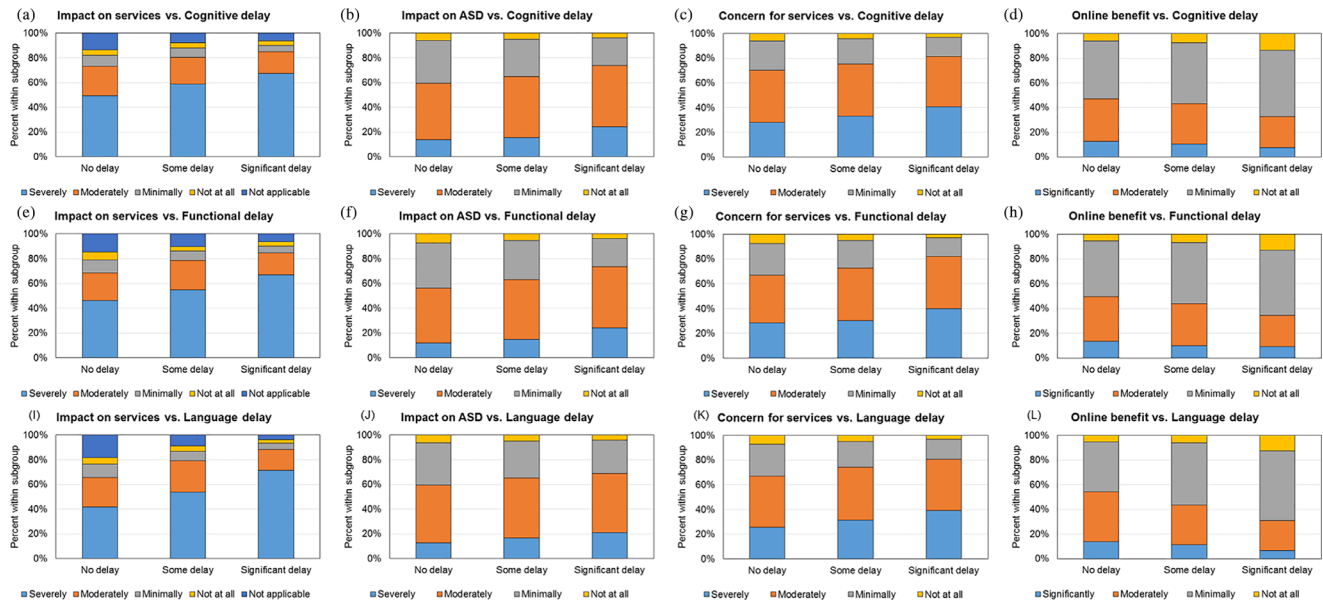 (a) Impact on services vs. Cognitive delay
Percent within subgroup
100%
80%
60%
40%
20%
0%
No delay Some delay Significant delay
Severely Moderately Minimally Not at all Not applicable
(b) Impact on ASD vs. Cognitive delay
Percent within subgroup
100%
80%
60%
40%
20%
0%
No delay Some delay Significant delay
Severely Moderately Minimally Not at all
(c) Concern for services vs. Cognitive delay
Percent within subgroup
100%
80%
60%
40%
20%
0%
No delay Some delay Significant delay
Severely Moderately Minimally Not at all
(d) Online benefit vs. Cognitive delay
Percent within subgroup
100%
80%
60%
40%
20%
0%
No delay Some delay Significant delay
Significantly Moderately Minimally Not at all
(e) Impact on services vs. Functional delay
Percent within subgroup
100%
80%
60%
40%
20%
0%
No delay Some delay Significant delay
Severely Moderately Minimally Not at all Not applicable
(f) Impact on ASD vs. Functional delay
Percent within subgroup
100%
80%
60%
40%
20%
0%
No delay Some delay Significant delay
Severely Moderately Minimally Not at all
(g) Concern for services vs. Functional delay
Percent within subgroup
100%
80%
60%
40%
20%
0%
No delay Some delay Significant delay
Severely Moderately Minimally Not at all
(h) Online benefit vs. Functional delay
Percent within subgroup
100%
80%
60%
40%
20%
0%
No delay Some delay Significant delay
Significantly Moderately Minimally Not at all
(I) Impact on services vs. Language delay
Percent within subgroup
100%
80%
60%
40%
20%
0%
No delay Some delay Significant delay
Severely Moderately Minimally Not at all Not applicable
(J) Impact on ASD vs. Language delay
Percent within subgroup
100%
80%
60%
40%
20%
0%
No delay Some delay Significant delay
Severely Moderately Minimally Not at all
(K) Concern for services vs. Language delay
Percent within subgroup
100%
80%
60%
40%
20%
0%
No delay Some delay Significant delay
Severely Moderately Minimally Not at all
(L) Online benefit vs. Language delay
Percent within subgroup
100%
80%
60%
40%
20%
0%
No delay Some delay Significant delay
Significantly Moderately Minimally Not at all